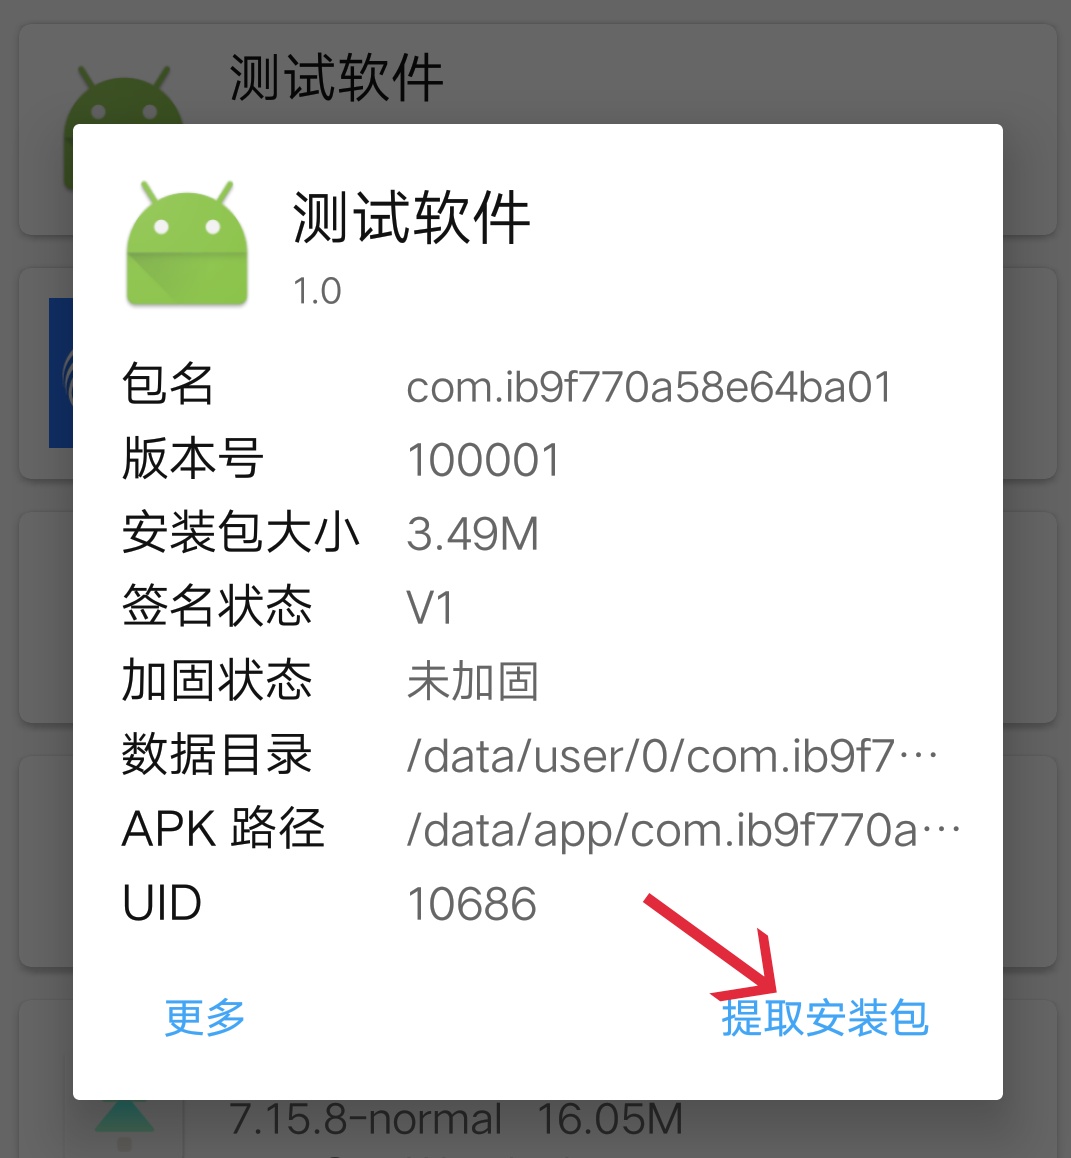 测试软件
测试软件
1.0
包名 com.ib9f770a58e64ba01
版本号 100001
安装包大小 3.49M
签名状态 V1
加固状态 未加固
数据目录 /data/user/0/com.ib9f7···
APK 路径 /data/app/com.ib9f770a···
UID 10686
更多 提取安装包
7.15.8-normal 16.05M